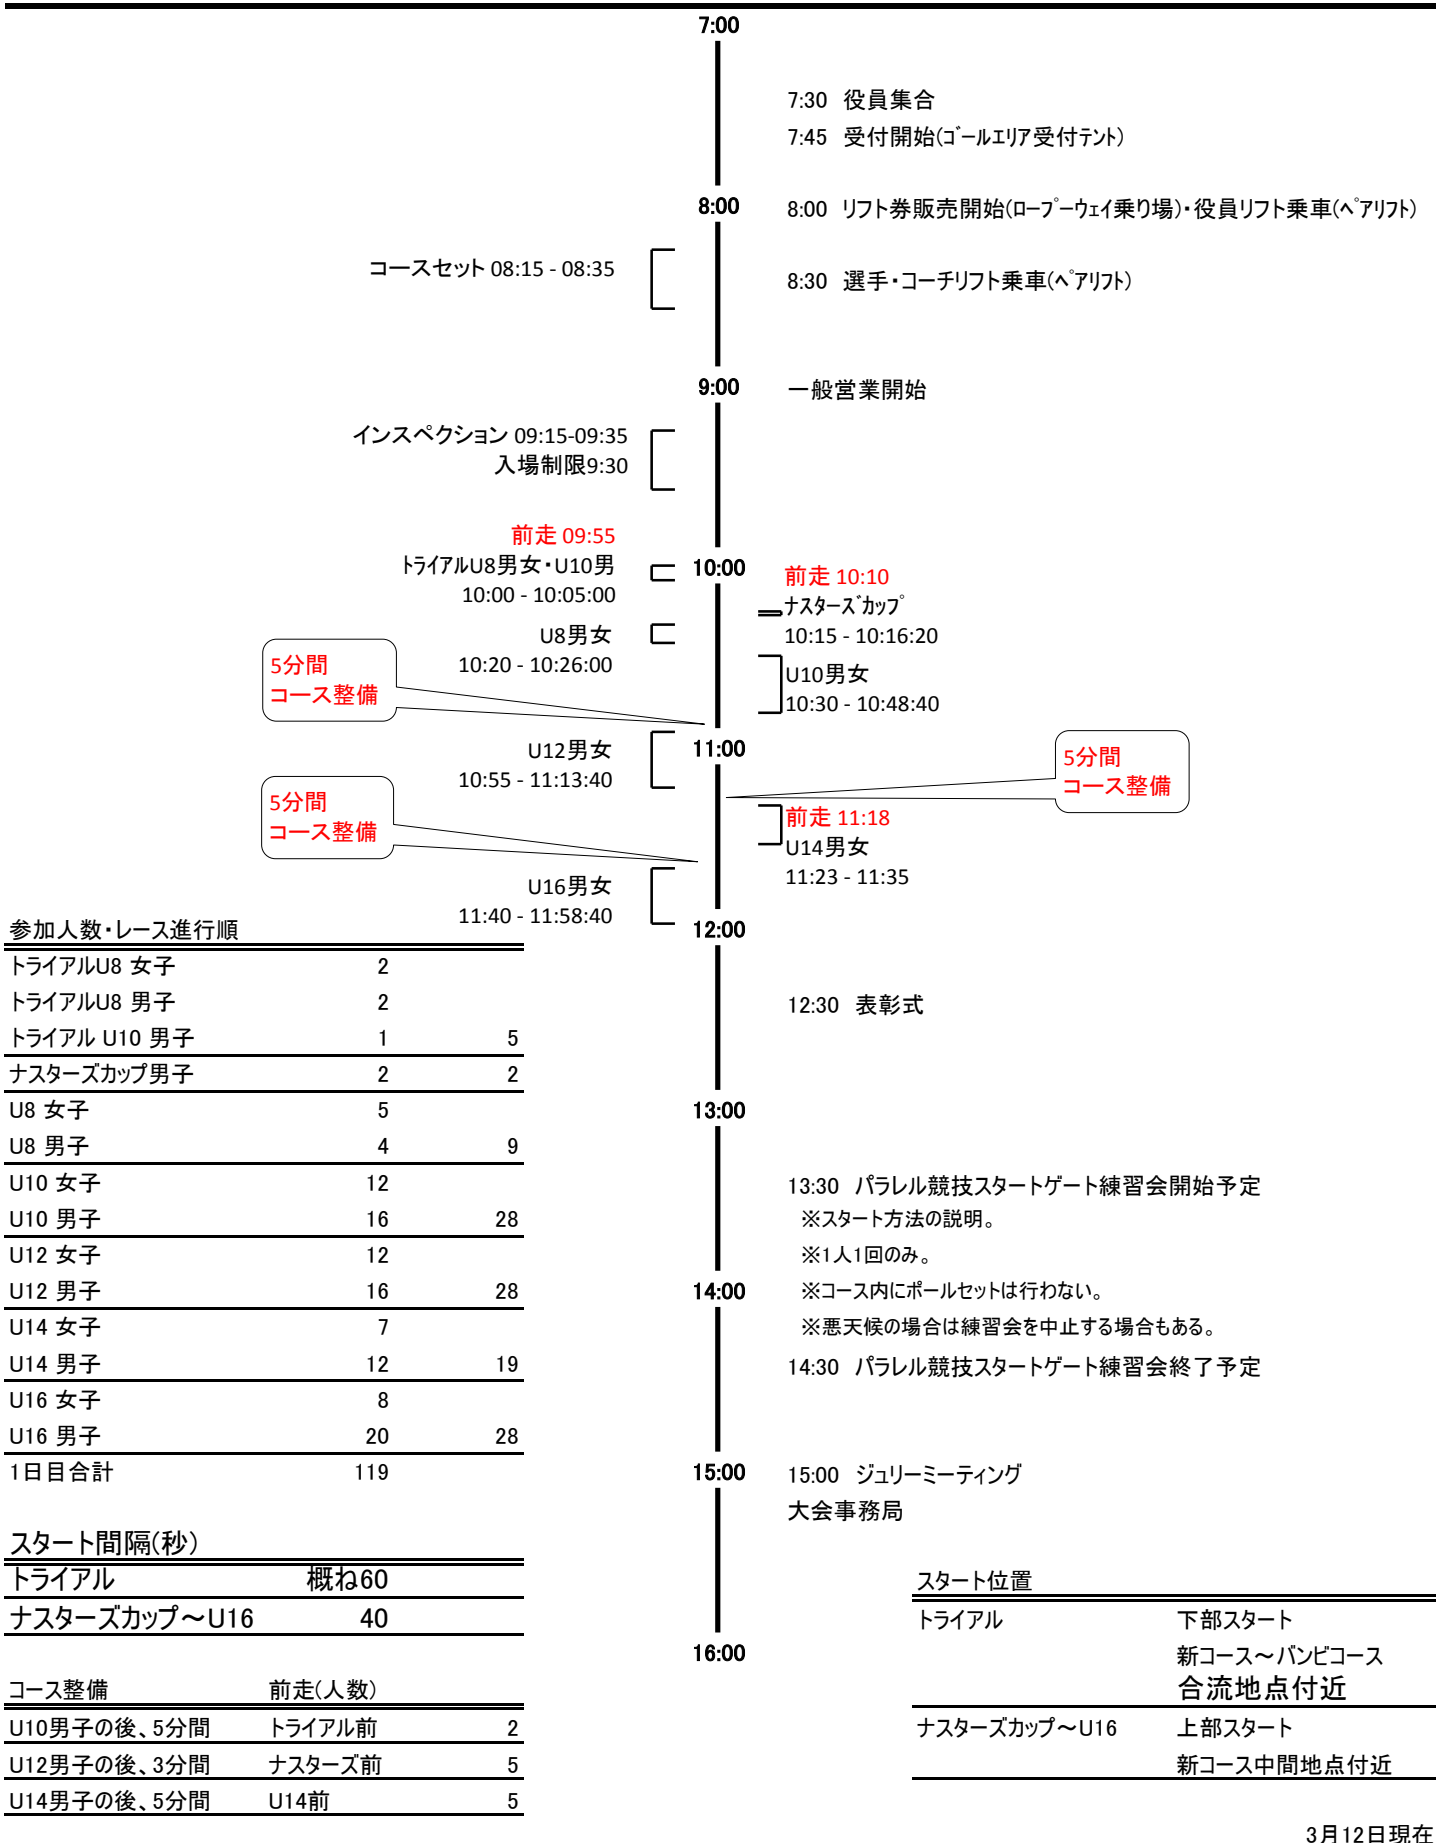 7:00
7:30 役員集合
7:45 受付開始(ｺﾞｰﾙｴﾘｱ受付ﾃﾝﾄ)
8:00
8:00 リフト券販売開始(ﾛｰﾌﾟｰｳｪｲ乗り場)・役員リフト乗車(ﾍﾟｱﾘﾌﾄ)
コースセット 08:15 - 08:35
8:30 選手・コーチリフト乗車(ﾍﾟｱﾘﾌﾄ)
9:00
一般営業開始
インスペクション 09:15-09:35
入場制限9:30
前走 09:55
ﾄﾗｲｱﾙU8男女・U10男
10:00 - 10:05:00
10:00
前走 10:10
ﾅｽﾀｰｽﾞｶｯﾌﾟ
10:15 - 10:16:20
U8男女
10:20 - 10:26:00
5分間
コース整備
U10男女
10:30 - 10:48:40
11:00
U12男女
10:55 - 11:13:40
5分間
コース整備
5分間
コース整備
前走 11:18
U14男女
11:23 - 11:35
U16男女
11:40 - 11:58:40
12:00
参加人数・レース進行順
トライアルU8 女子 2
トライアルU8 男子 2
トライアル U10 男子 1 5
ナスターズカップ男子 2 2
U8 女子 5
U8 男子 4 9
U10 女子 12
U10 男子 16 28
U12 女子 12
U12 男子 16 28
U14 女子 7
U14 男子 12 19
U16 女子 8
U16 男子 20 28
1日目合計 119
12:30 表彰式
13:00
13:30 パラレル競技スタートゲート練習会開始予定
※スタート方法の説明。
※1人1回のみ。
14:00
※コース内にポールセットは行わない。
※悪天候の場合は練習会を中止する場合もある。
14:30 パラレル競技スタートゲート練習会終了予定
15:00
15:00 ジュリーミーティング
大会事務局
16:00
スタート間隔(秒)
トライアル 概ね60
ナスターズカップ～U16 40
コース整備 前走(人数)
U10男子の後、5分間 トライアル前 2
U12男子の後、3分間 ナスターズ前 5
U14男子の後、5分間 U14前 5
スタート位置
トライアル 下部スタート
新コース～バンビコース
合流地点付近
ナスターズカップ～U16 上部スタート
新コース中間地点付近
3月12日現在